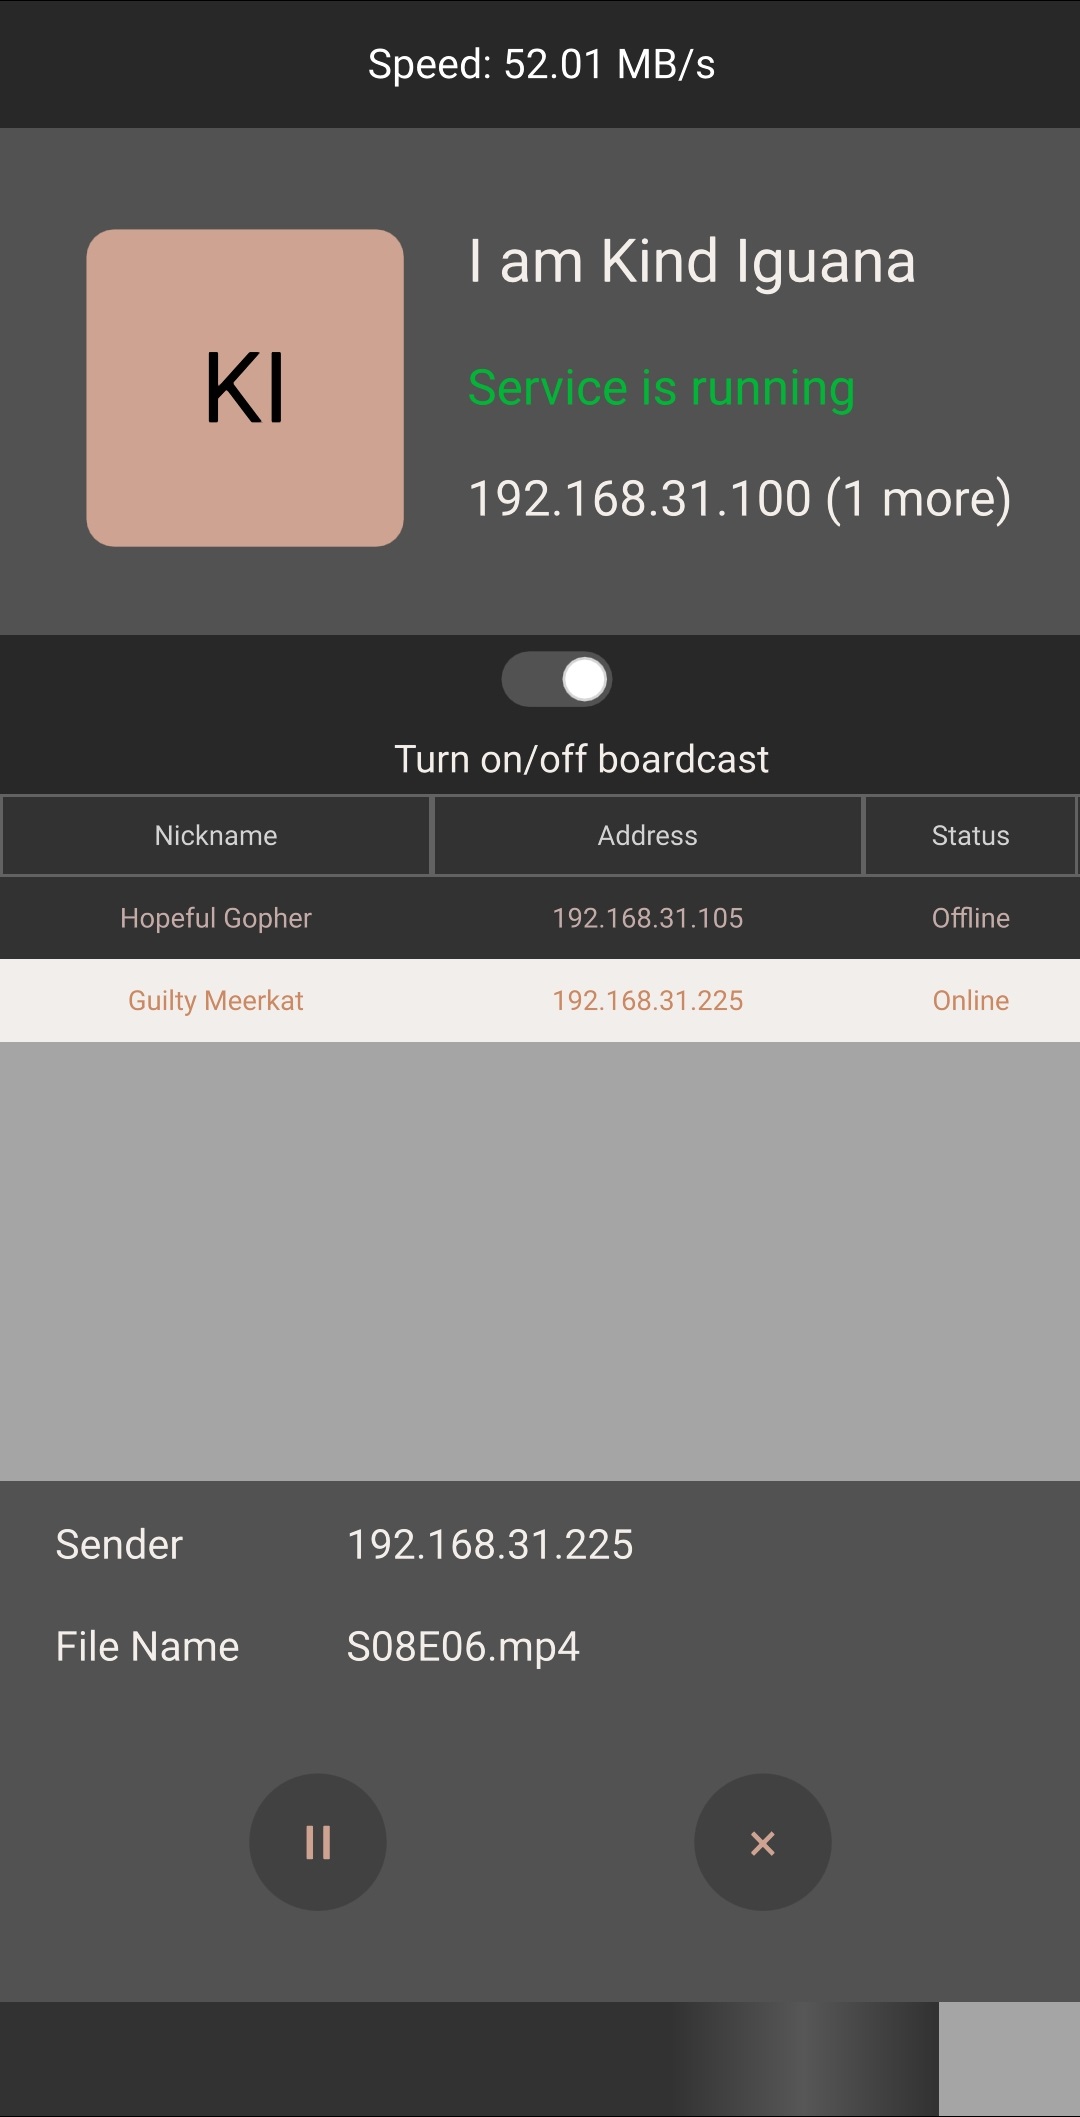 Speed: 52.01 MB/s
KI
I am Kind Iguana
Service is running
192.168.31.100 (1 more)
Turn on/off boardcast
Nickname Address Status
Hopeful Gopher 192.168.31.105 Offline
Guilty Meerkat 192.168.31.225 Online
Sender 192.168.31.225
File Name S08E06.mp4